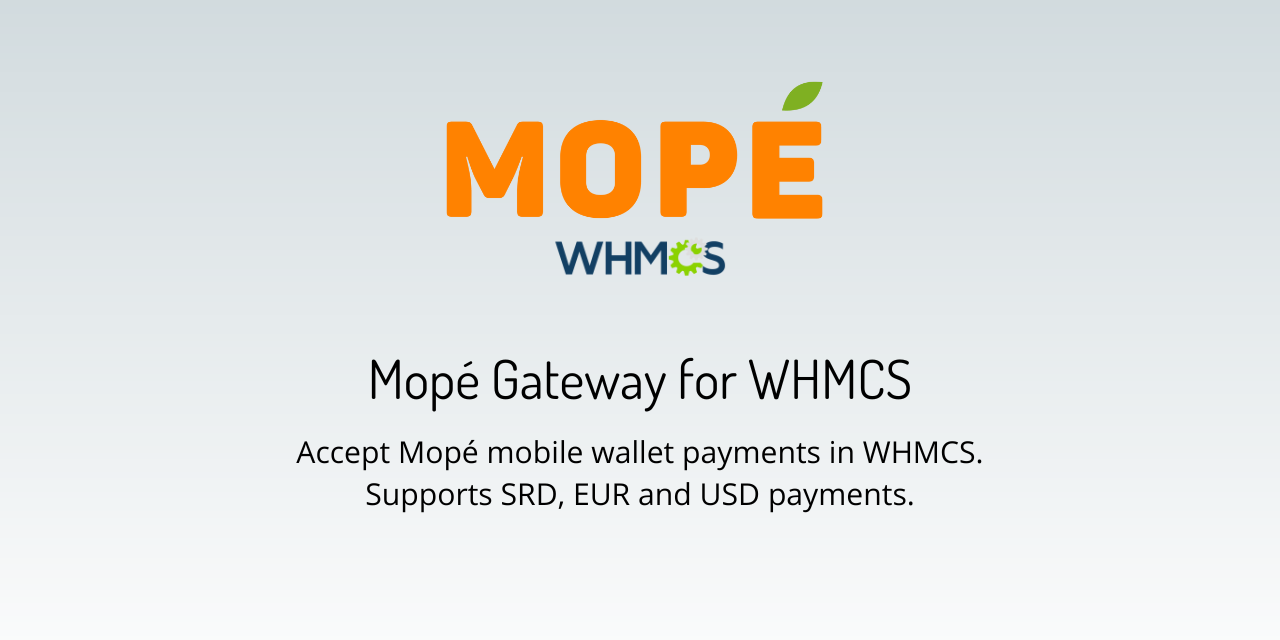 MOPÉ
WHMCS
Mopé Gateway for WHMCS
Accept Mopé mobile wallet payments in WHMCS.
Supports SRD, EUR and USD payments.